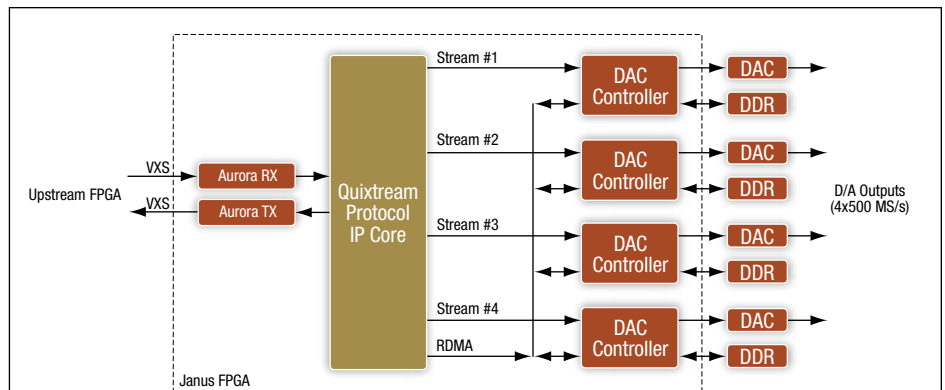 Stream #1
DAC
Controller
DAC
DDR
Stream #2
DAC
Controller
DAC
DDR
VXS
Aurora RX
Upstream FPGA
VXS
Aurora TX
Quixtream
Protocol
IP Core
D/A Outputs
(4x500 MS/s)
Stream #3
DAC
Controller
DAC
DDR
Stream #4
DAC
Controller
DAC
DDR
RDMA
Janus FPGA